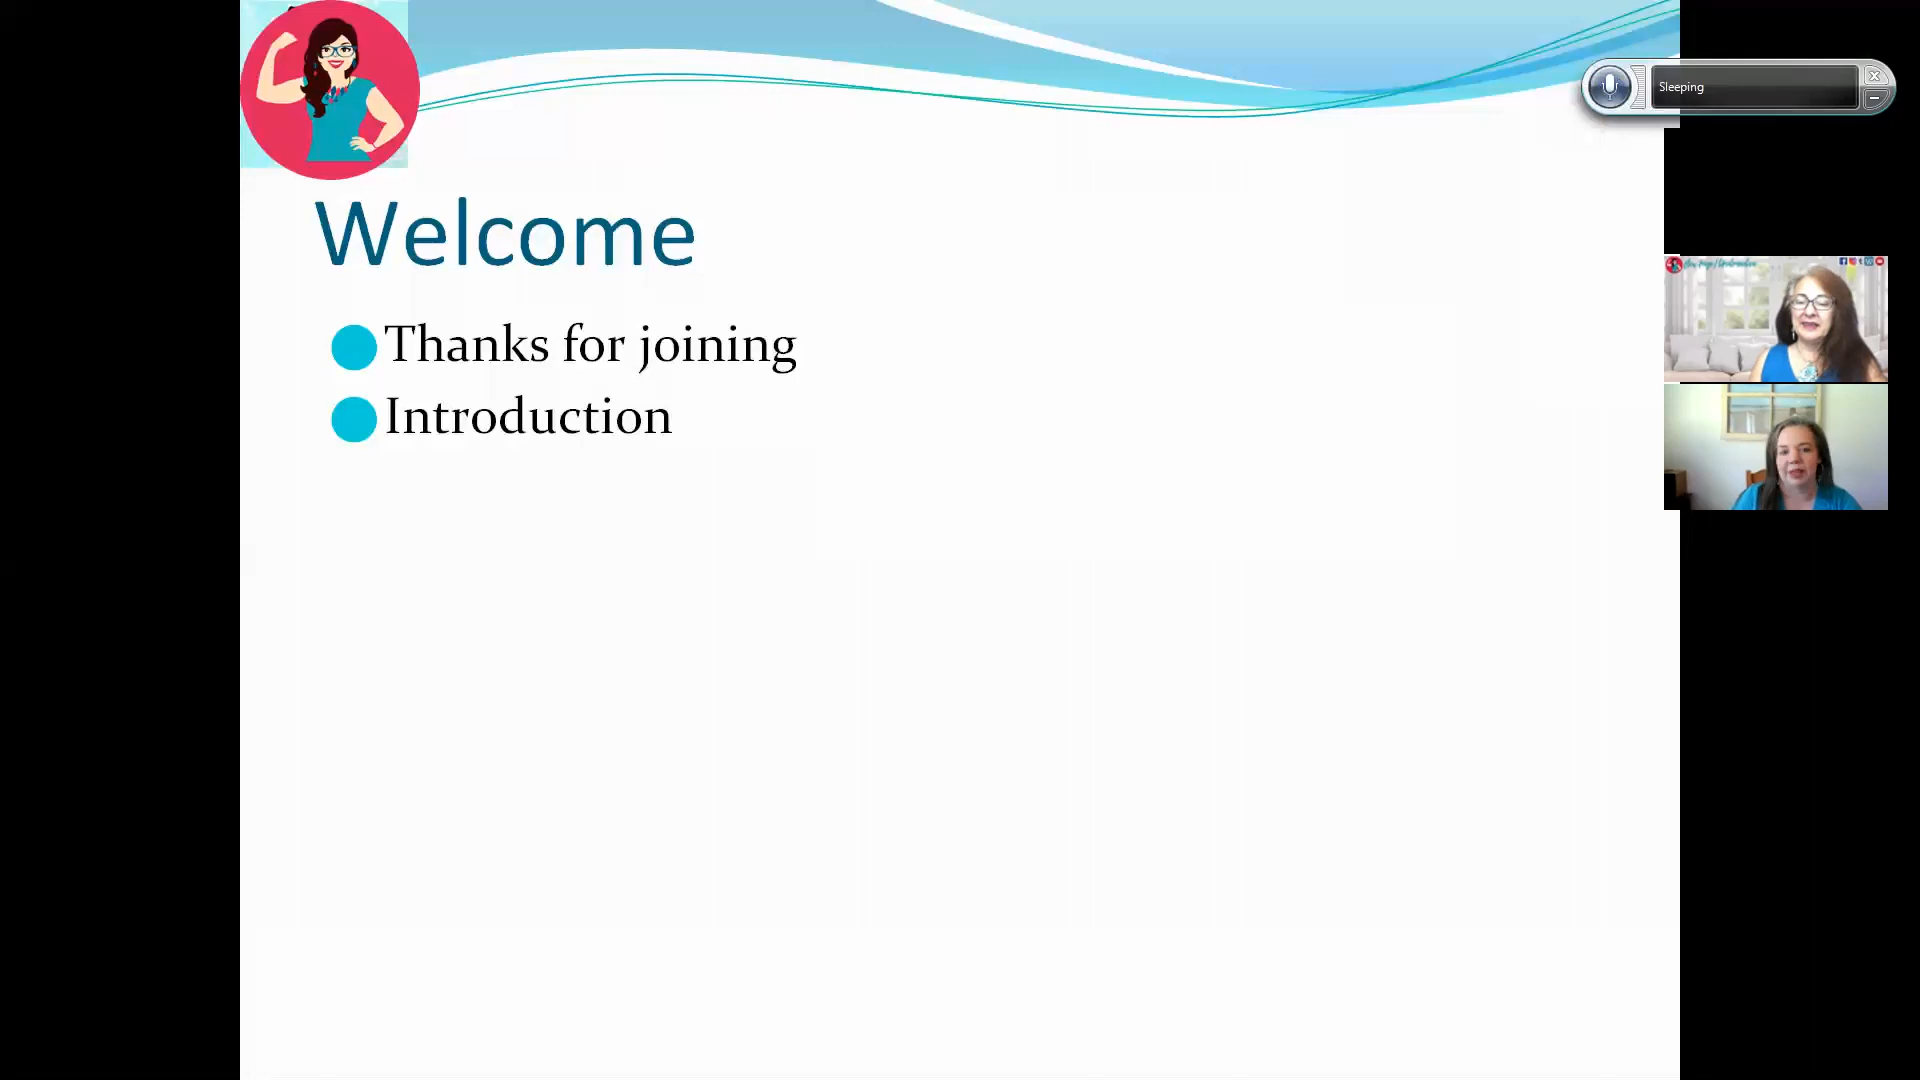 Sleeping
Welcome
Thanks for joining
Introduction